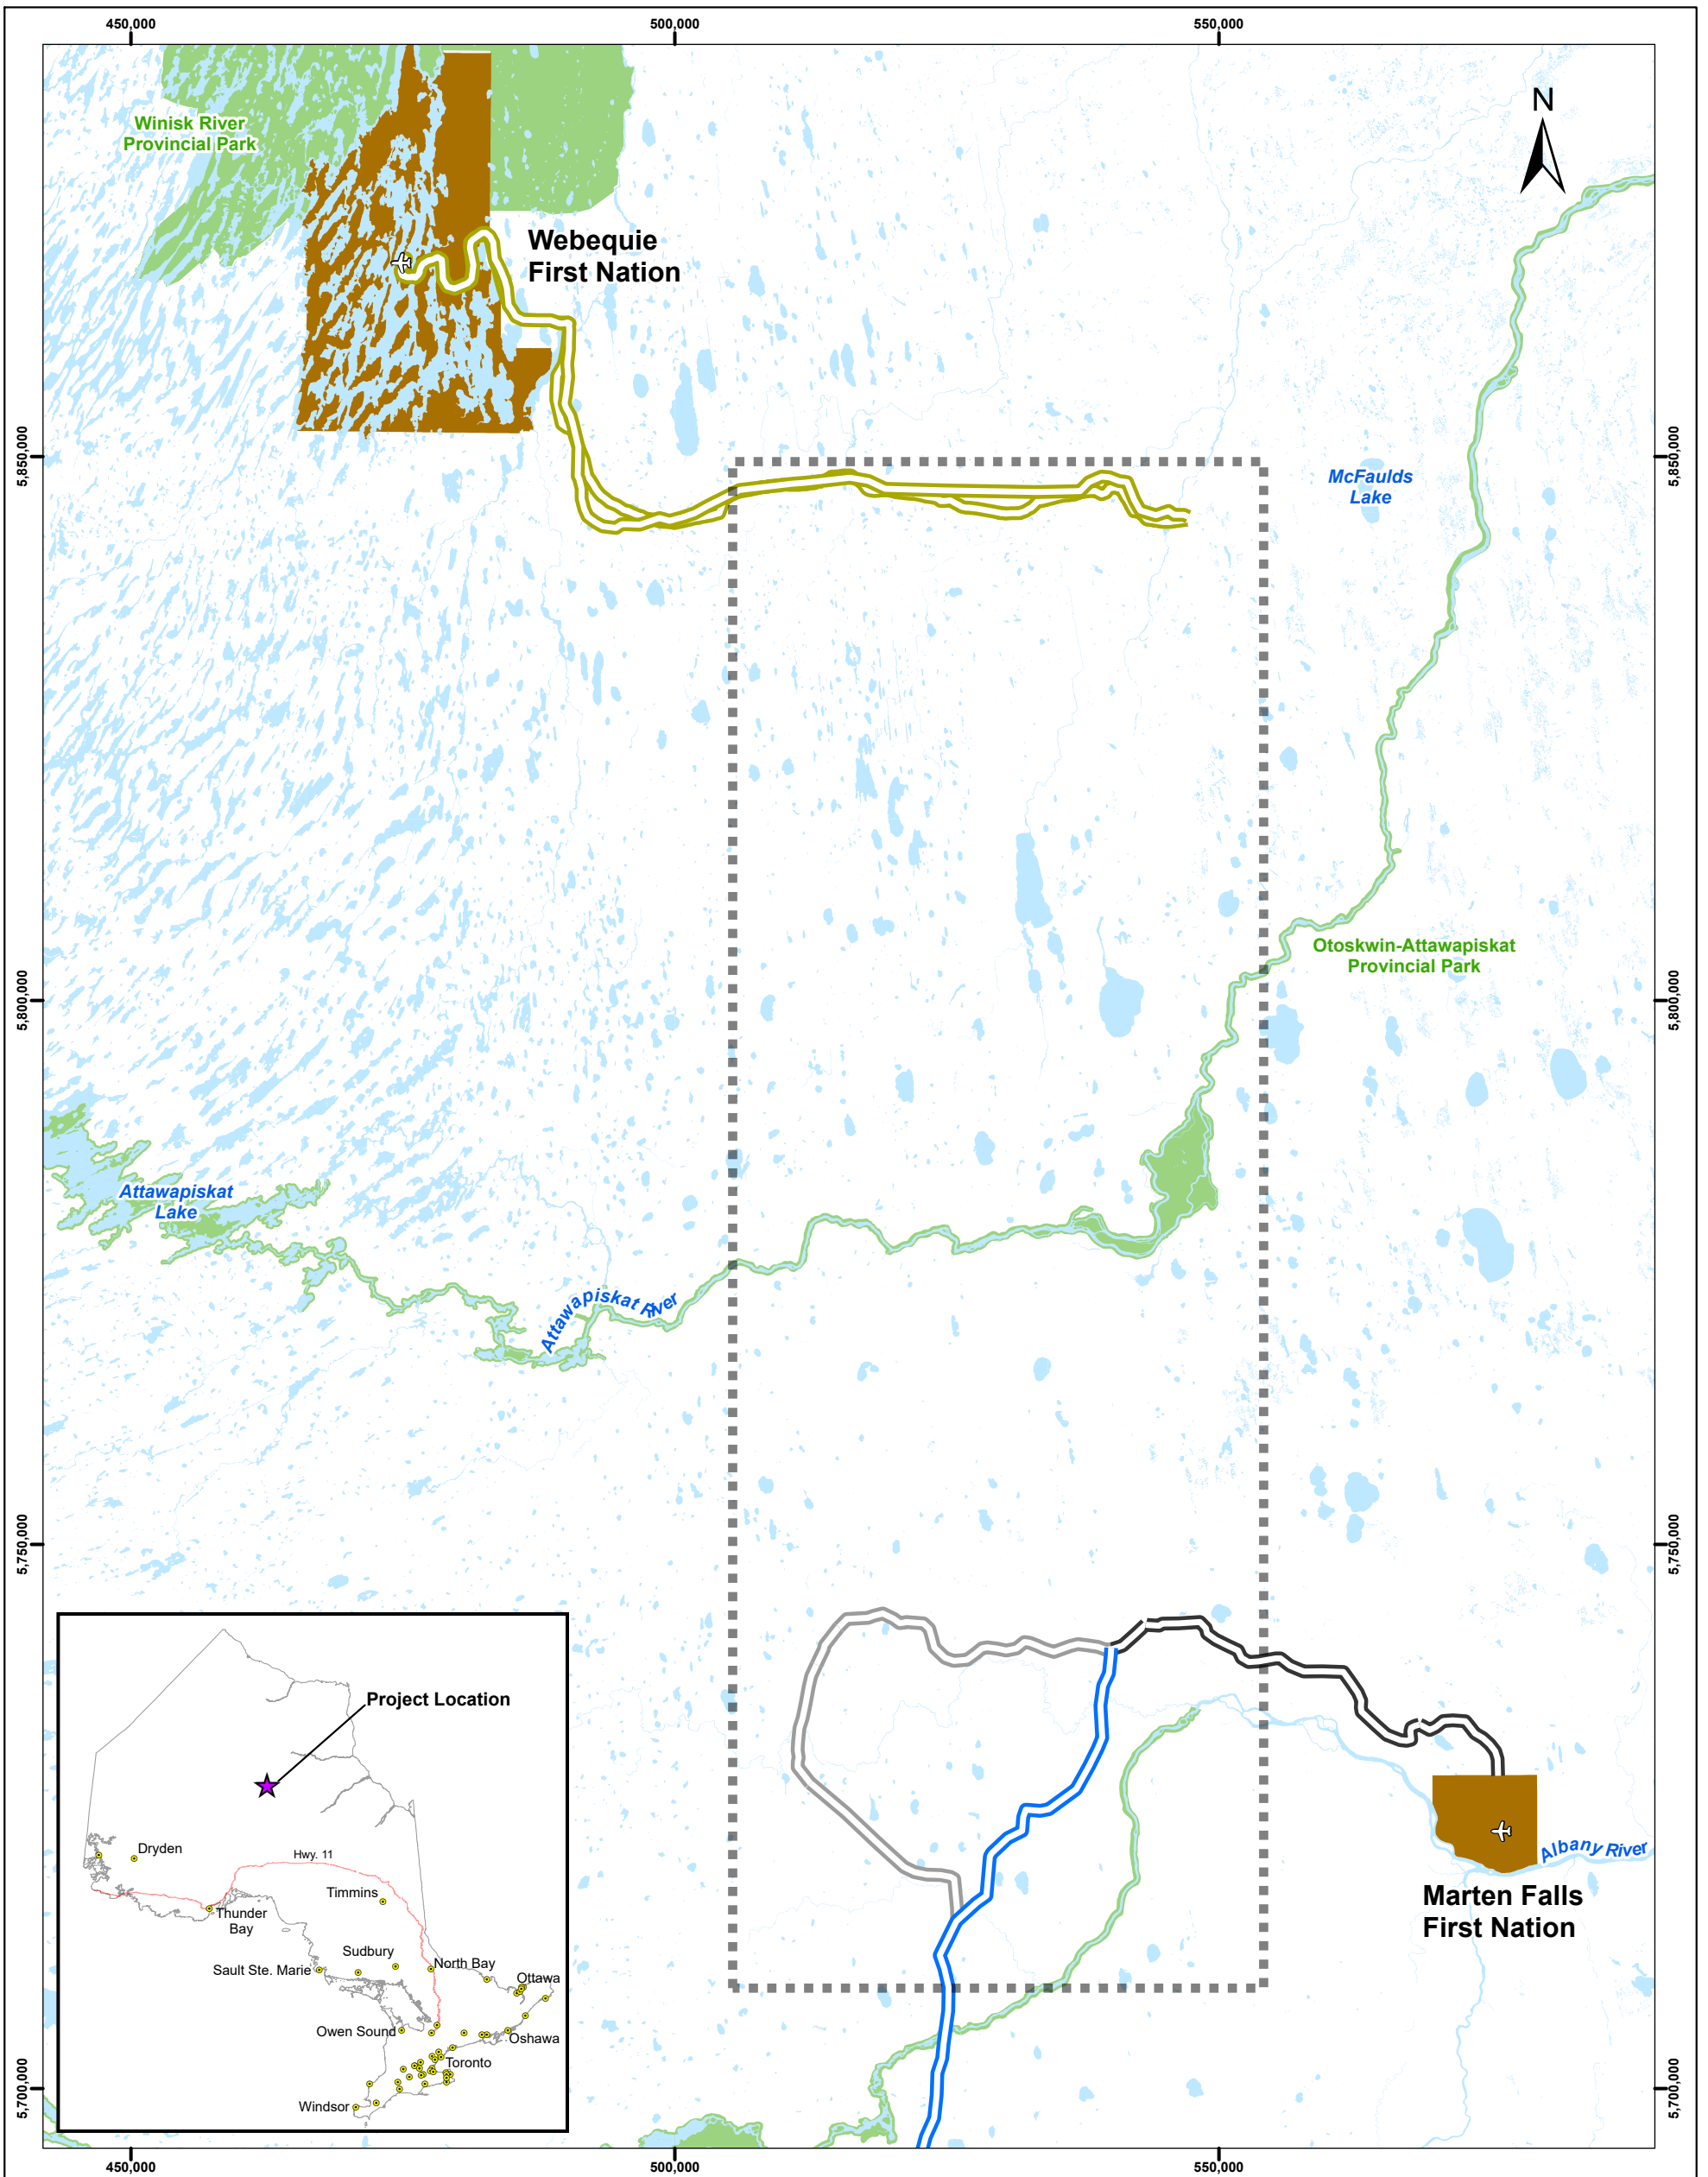 450,000
500,000
550,000
N
Winisk River
Provincial Park
Webequie
First Nation
5,850,000
5,850,000
McFaulds
Lake
Otoskwin-Attawapiskat
Provincial Park
5,800,000
5,800,000
Attawapiskat
Lake
Attawapiskat River
5,750,000
5,750,000
Project Location
Dryden
Hwy. 11
Timmins
Thunder
Bay
Sudbury
North Bay
Sault Ste. Marie
Ottawa
Owen Sound
Oshawa
Toronto
Windsor
Albany River
Marten Falls
First Nation
5,700,000
5,700,000
450,000
500,000
550,000